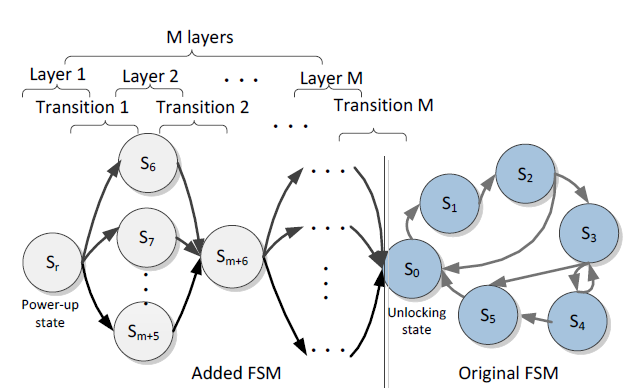 M layers
Layer 1
Layer 2
. . .
Layer M
Transition 1
Transition 2
. . .
Transition M
S6
S7
Sr
Sm+5
Sm+6
. . .
. . .
. . .
S0
S1
S2
S3
S4
S5
Power-up
state
Unlocking
state
Added FSM
Original FSM